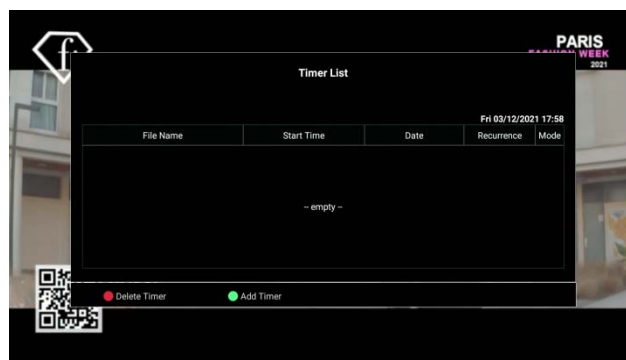 f
PARIS
FASHION WEEK
2021
Timer List
Fri 03/12/2021 17:58
File Name Start Time Date Recurrence Mode
-- empty --
Delete Timer Add Timer